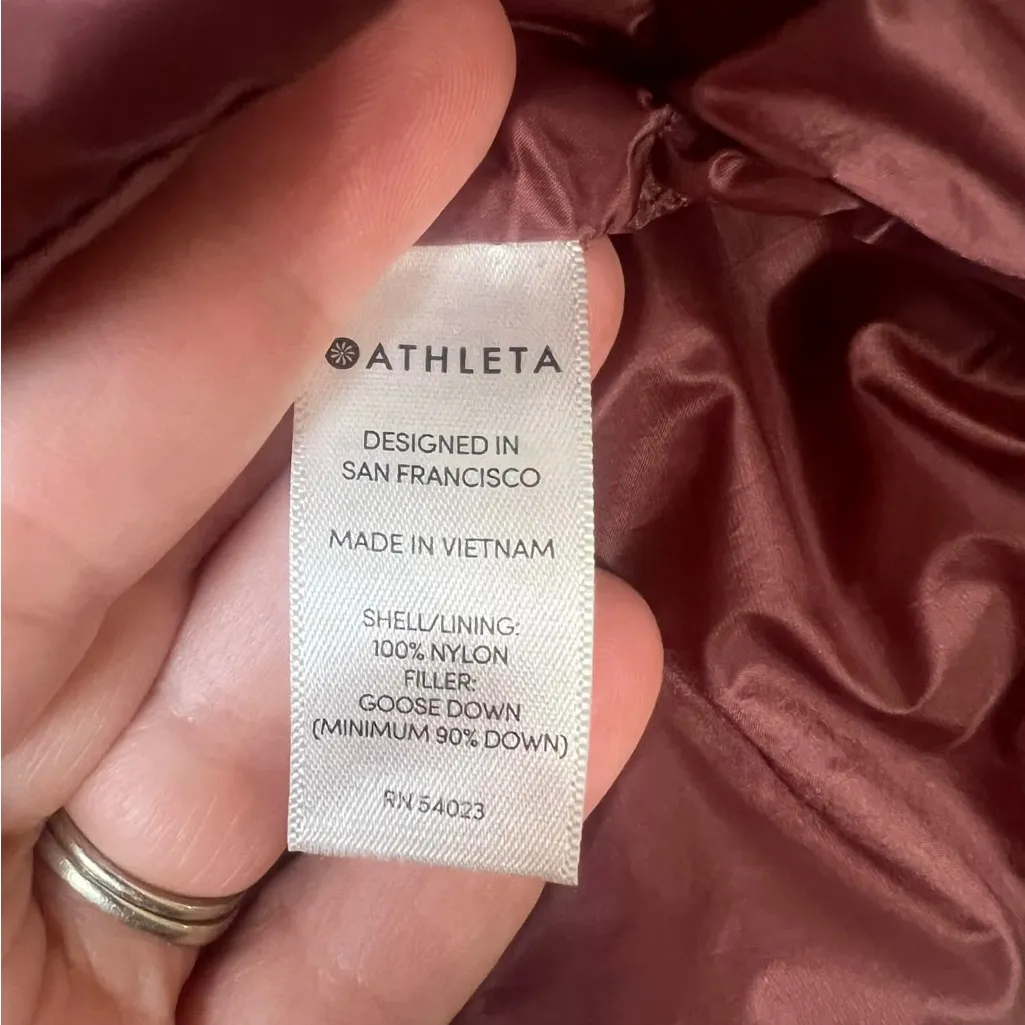 ATHLETA
DESIGNED IN
SAN FRANCISCO
MADE IN VIETNAM
SHELL/LINING:
100% NYLON
FILLER:
GOOSE DOWN
(MINIMUM 90% DOWN)
RN 54023